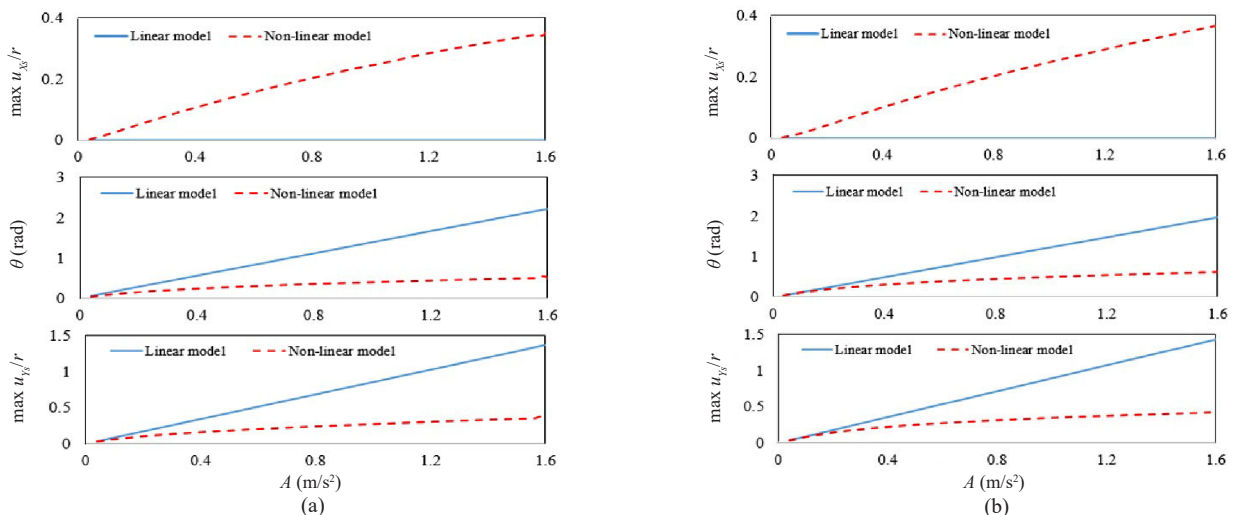 0.4
Linear model Non-linear model
max u_Xs/r
0.2
0
0 0.4 0.8 1.2 1.6
3
Linear model Non-linear model
θ (rad)
2
1
0
0 0.4 0.8 1.2 1.6
1.5
Linear model Non-linear model
max u_Ys/r
1
0.5
0
0 0.4 0.8 1.2 1.6
A (m/s²)
(a)
0.4
Linear model Non-linear model
max u_Xs/r
0.2
0
0 0.4 0.8 1.2 1.6
3
Linear model Non-linear model
θ (rad)
2
1
0
0 0.4 0.8 1.2 1.6
1.5
Linear model Non-linear model
max u_Ys/r
1
0.5
0
0 0.4 0.8 1.2 1.6
A (m/s²)
(b)